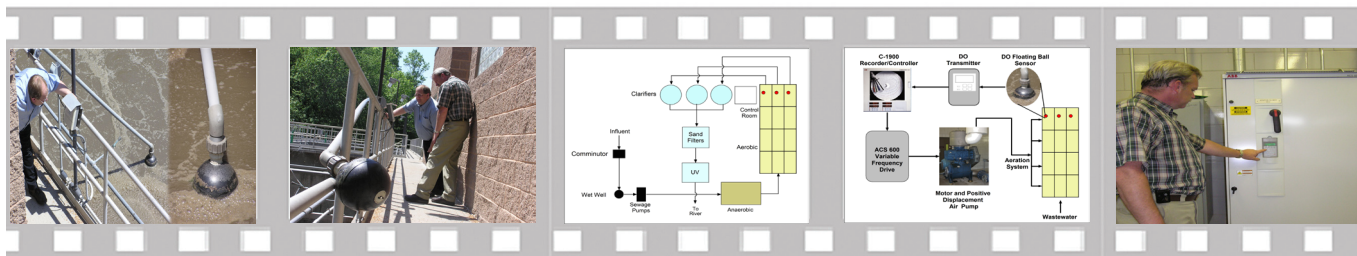 Clarifiers
Control
Room
Influent
Sand
Filters
Comminutor
Aerobic
UV
Wet Well
Sewage
Pumps
To
River
Anaerobic
C-1900
Recorder/Controller
DO
Transmitter
DO Floating Ball
Sensor
ACS 600
Variable
Frequency
Drive
Aeration
System
Motor and Positive
Displacement
Air Pump
Wastewater